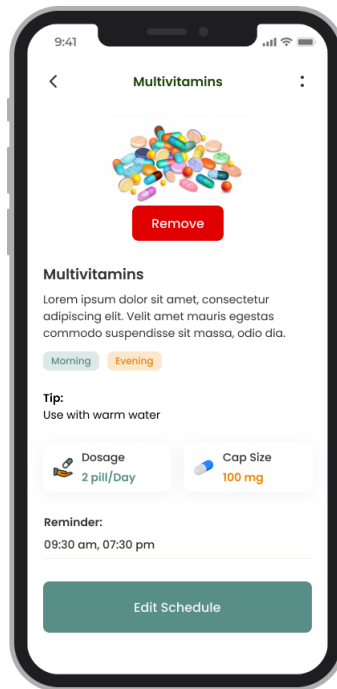 9:41
Multivitamins
Remove
Multivitamins
Lorem ipsum dolor sit amet, consectetur
adipiscing elit. Velit amet mauris egestas
commodo suspendisse sit massa, odio dia.
Morning Evening
Tip:
Use with warm water
Dosage
2 pill/Day
Cap Size
100 mg
Reminder:
09:30 am, 07:30 pm
Edit Schedule